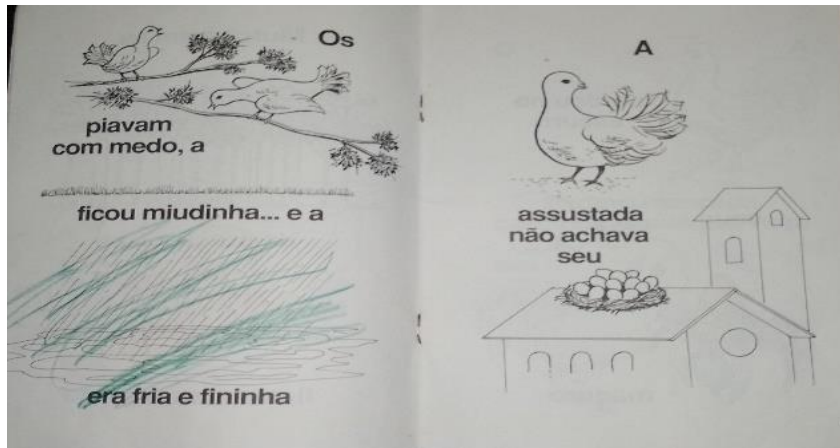 Os
piavam
com medo, a
ficou miudinha... e a
era fria e fininha
A
assustada
não achava
seu